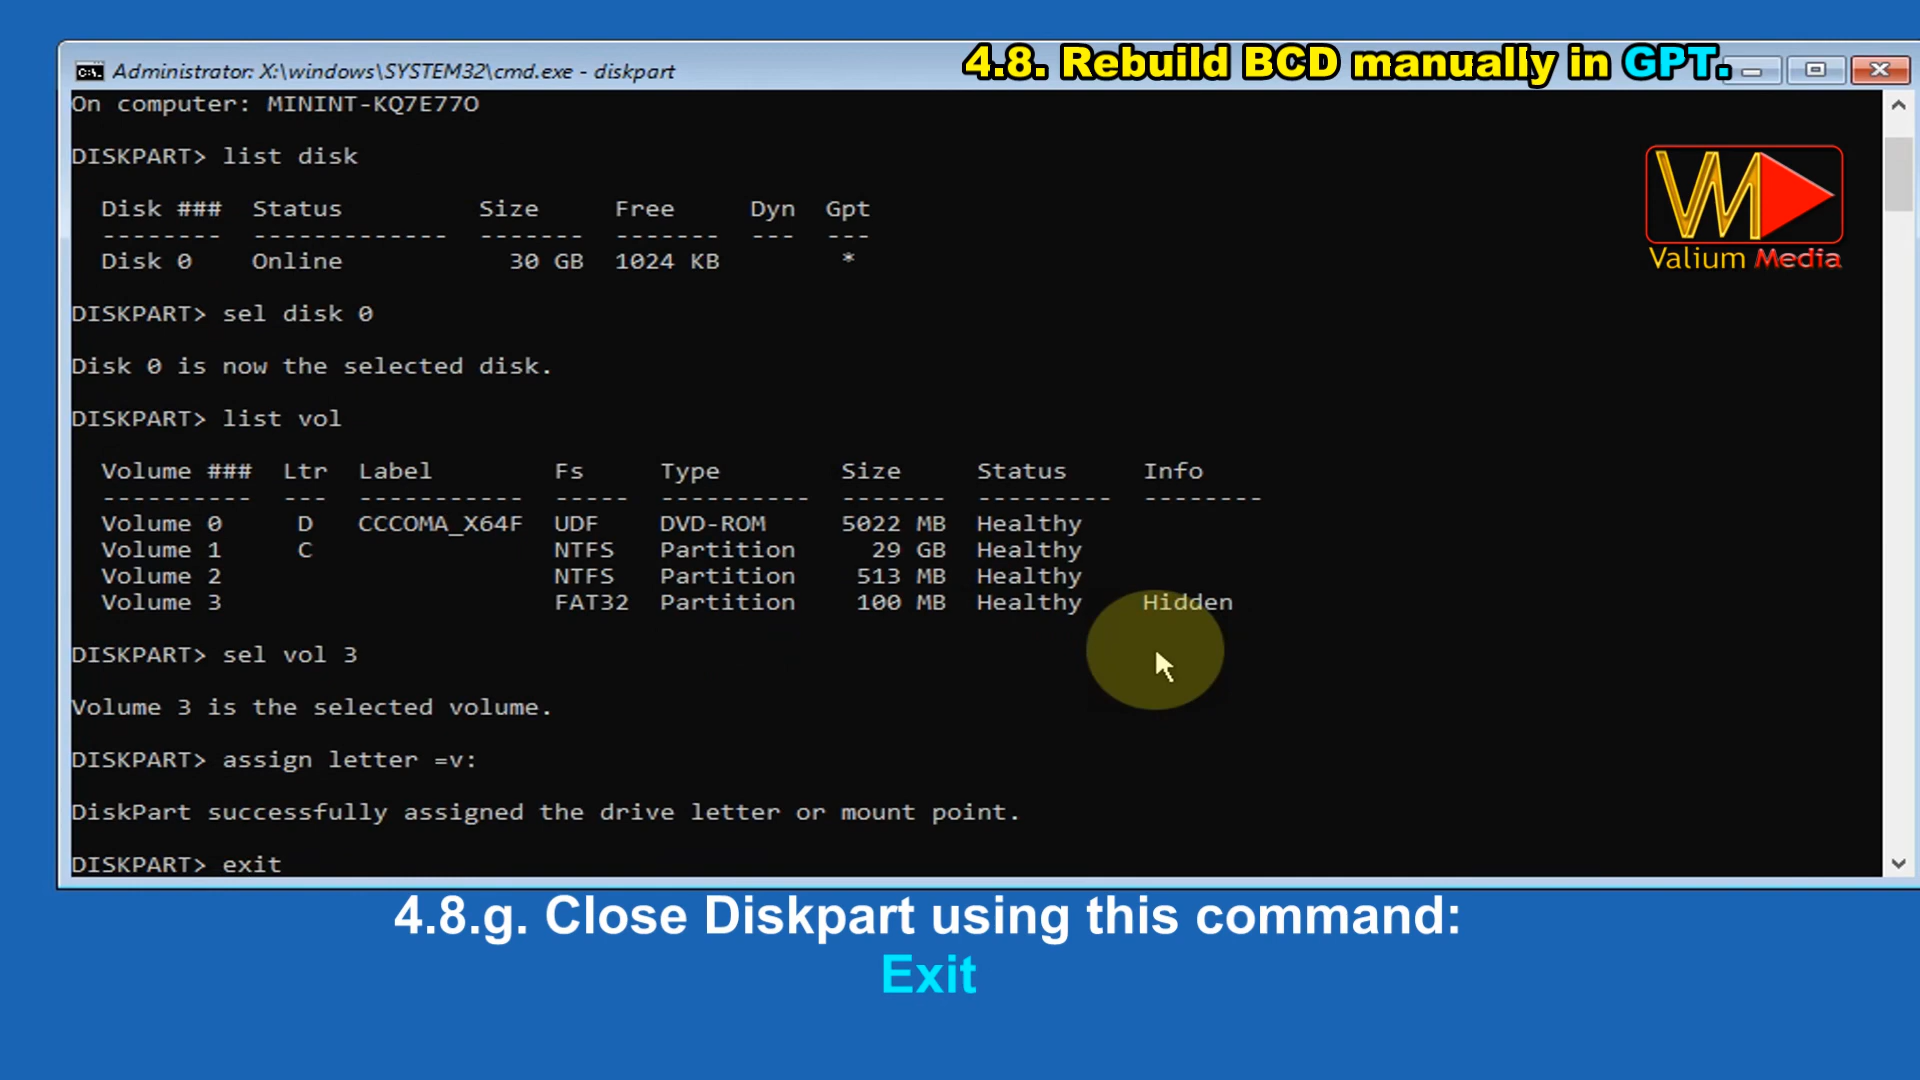 4.8. Rebuild BCD manually in GPT.
Administrator: X:\windows\SYSTEM32\cmd.exe - diskpart
On computer: MININT-KQ7E77O
DISKPART> list disk
Disk ### Status Size Free Dyn Gpt
-------- ------------- ------- ------- --- ---
Disk 0 Online 30 GB 1024 KB *
DISKPART> sel disk 0
Disk 0 is now the selected disk.
DISKPART> list vol
Volume ### Ltr Label Fs Type Size Status Info
---------- --- ----------- ----- ---------- ------- --------- --------
Volume 0 D CCCOMA_X64F UDF DVD-ROM 5022 MB Healthy
Volume 1 C NTFS Partition 29 GB Healthy
Volume 2 NTFS Partition 513 MB Healthy
Volume 3 FAT32 Partition 100 MB Healthy Hidden
DISKPART> sel vol 3
Volume 3 is the selected volume.
DISKPART> assign letter =v:
DiskPart successfully assigned the drive letter or mount point.
DISKPART> exit
VM
Valium Media
4.8.g. Close Diskpart using this command:
Exit